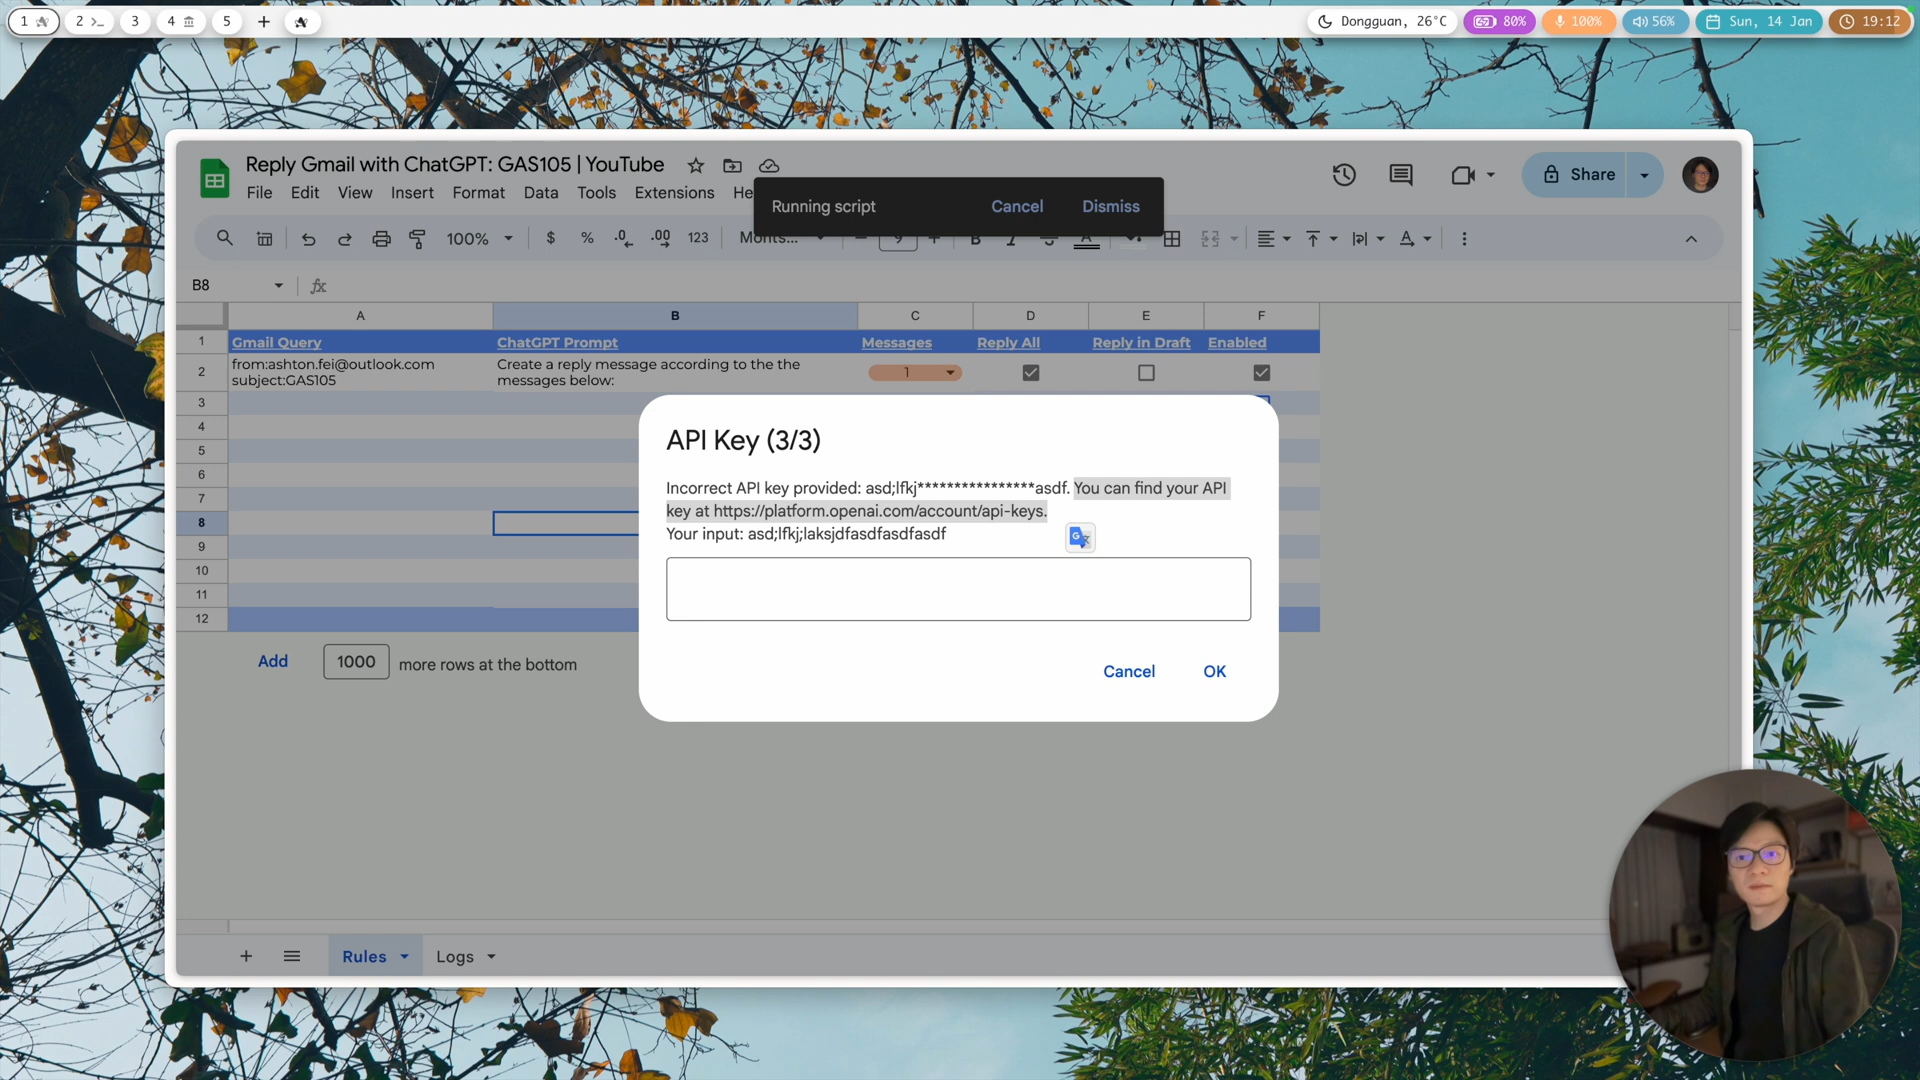 1
2
3
4
5
Dongguan, 26°C
80%
100%
56%
Sun, 14 Jan
19:12
Reply Gmail with ChatGPT: GAS105 | YouTube
File Edit View Insert Format Data Tools Extensions He
Share
Running script
Cancel
Dismiss
100%
$
%
.0
.00
123
Monts...
9
B
I
A
B8
fx
A B C D E F
1 Gmail Query ChatGPT Prompt Messages Reply All Reply in Draft Enabled
2 from:ashton.fei@outlook.com Create a reply message according to the the 1
subject:GAS105 messages below:
3
4
5
6
7
8
9
10
11
12
API Key (3/3)
Incorrect API key provided: asd;lfkj****************asdf. You can find your API
key at https://platform.openai.com/account/api-keys.
Your input: asd;lfkj;laksjdfasdfasdfasdf
Cancel
OK
Add 1000 more rows at the bottom
Rules
Logs